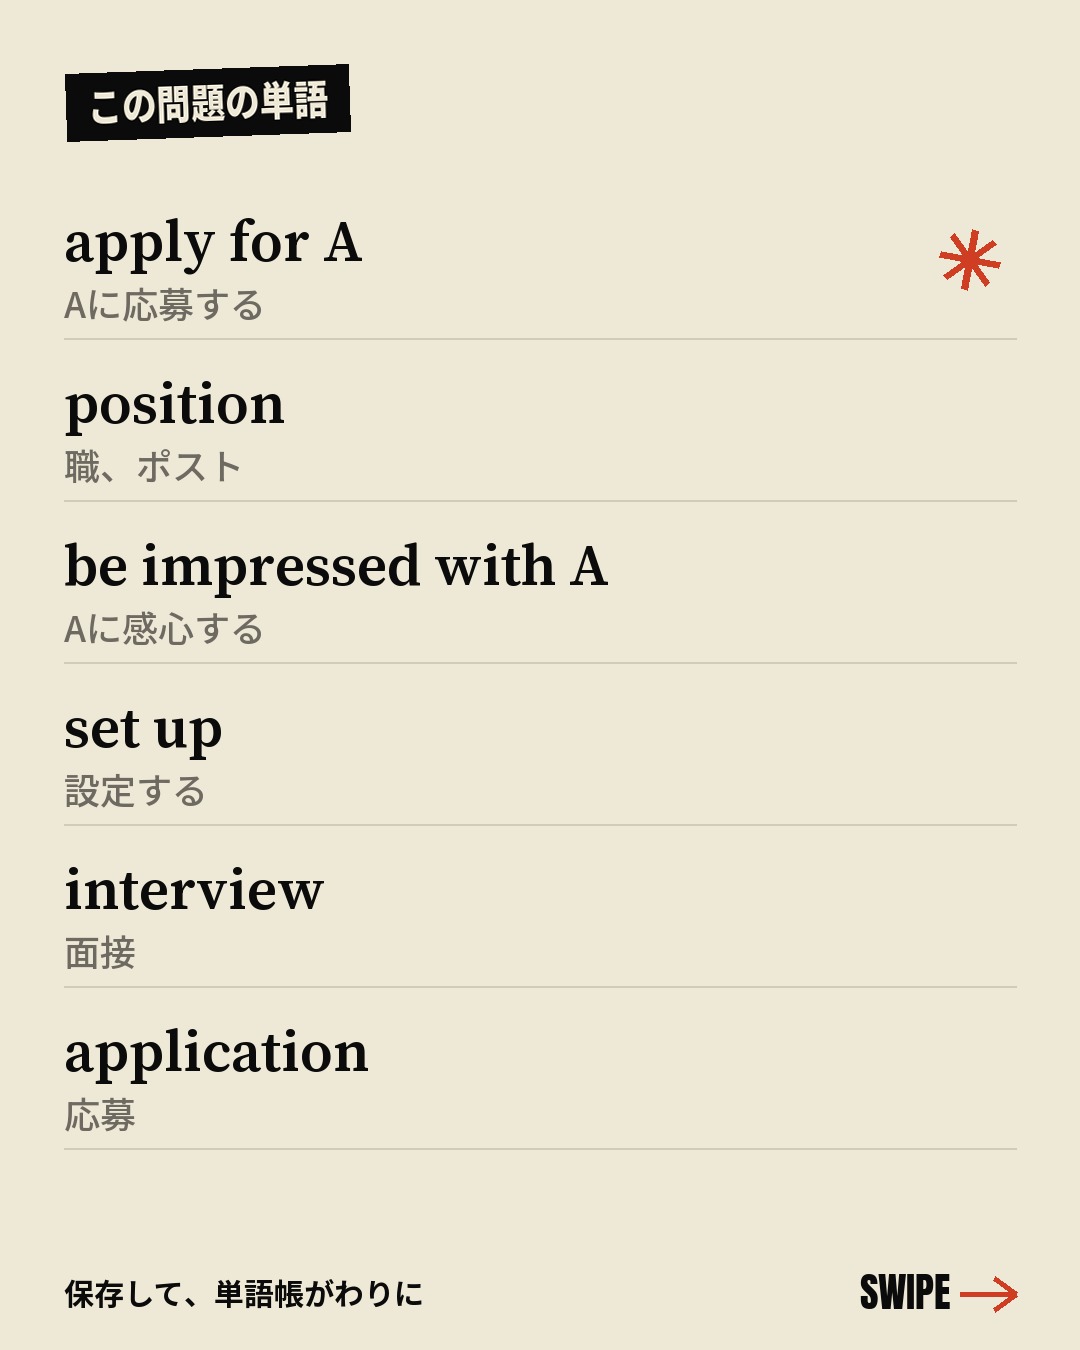 この問題の単語
apply for A
Aに応募する
position
職、ポスト
be impressed with A
Aに感心する
set up
設定する
interview
面接
application
応募
保存して、単語帳がわりに
SWIPE